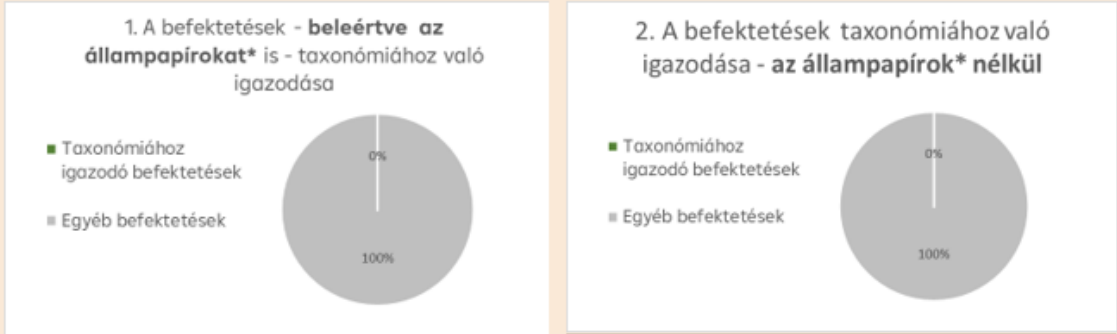 1. A befektetések - beleértve az
állampapírokat* is - taxonómiához való
igazodása
Taxonómiához
igazodó befektetések
Egyéb befektetések
0%
100%
2. A befektetések taxonómiához való
igazodása - az állampapírok* nélkül
Taxonómiához
igazodó befektetések
Egyéb befektetések
0%
100%